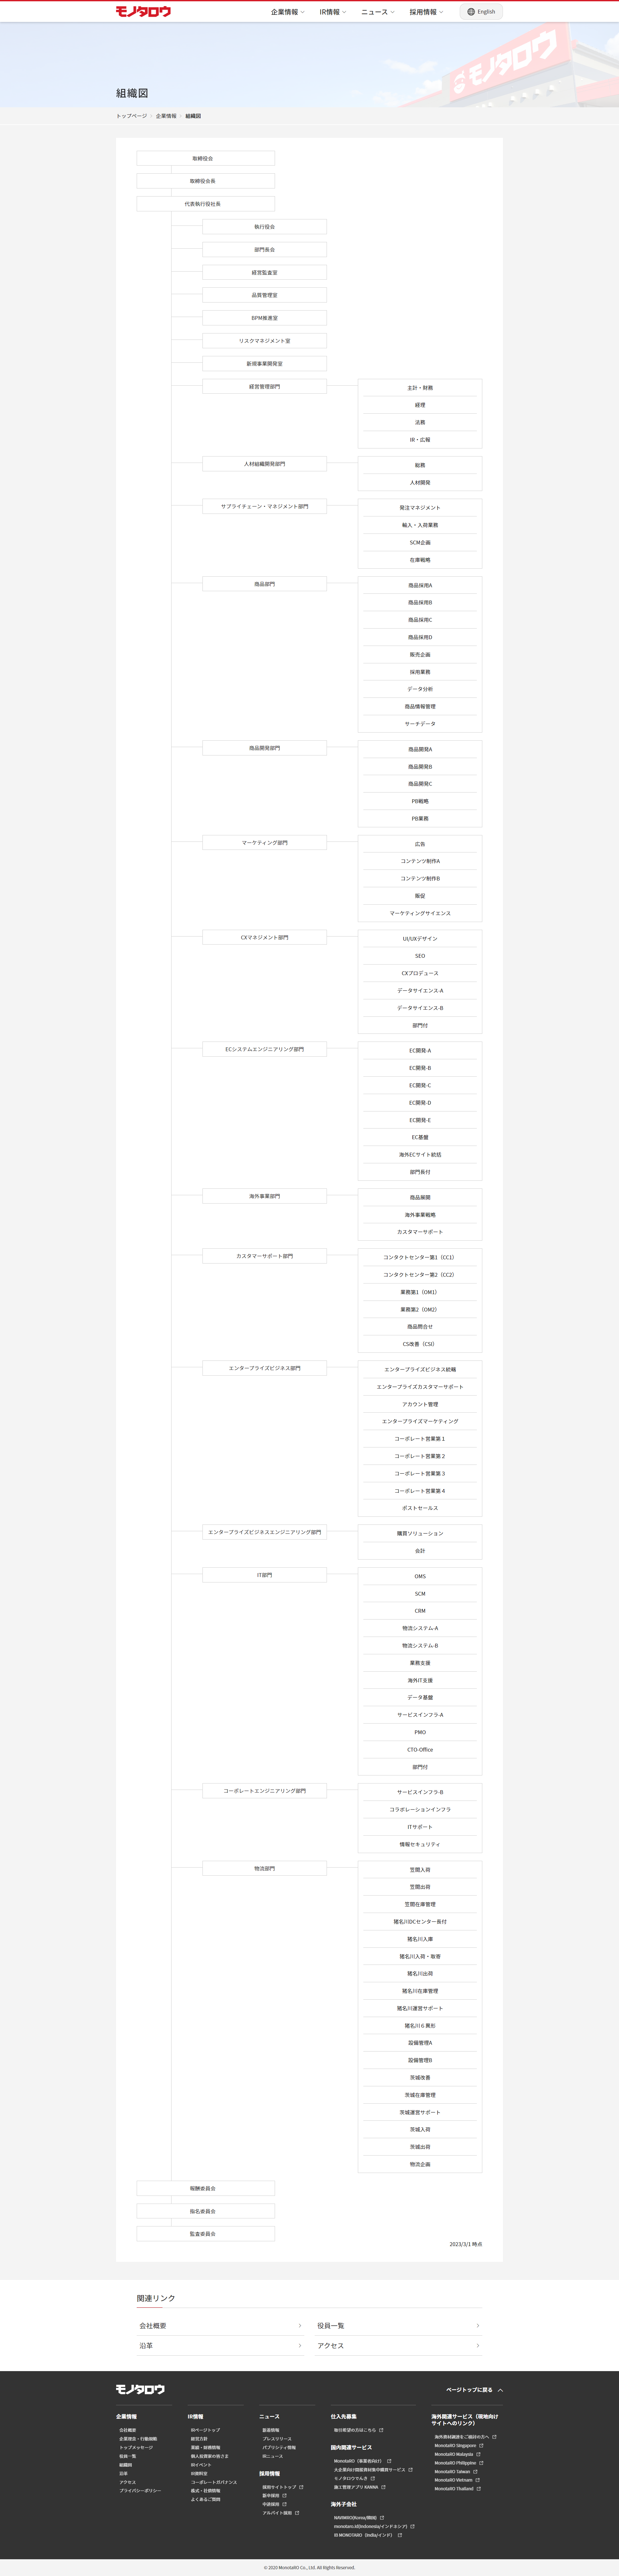 モノタロウ
企業情報
IR情報
ニュース
採用情報
English
モノタロウ
組織図
トップページ
企業情報
組織図
取締役会
取締役会長
代表執行役社長
執行役会
部門長会
経営監査室
品質管理室
BPM推進室
リスクマネジメント室
新規事業開発室
経営管理部門
主計・財務
経理
法務
IR・広報
人材組織開発部門
総務
人材開発
サプライチェーン・マネジメント部門
発注マネジメント
輸入・入荷業務
SCM企画
在庫戦略
商品部門
商品採用A
商品採用B
商品採用C
商品採用D
販売企画
採用業務
データ分析
商品情報管理
サーチデータ
商品開発部門
商品開発A
商品開発B
商品開発C
PB戦略
PB業務
マーケティング部門
広告
コンテンツ制作A
コンテンツ制作B
販促
マーケティングサイエンス
CXマネジメント部門
UI/UXデザイン
SEO
CXプロデュース
データサイエンス-A
データサイエンス-B
部門付
ECシステムエンジニアリング部門
EC開発-A
EC開発-B
EC開発-C
EC開発-D
EC開発-E
EC基盤
海外ECサイト統括
部門長付
海外事業部門
商品展開
海外事業戦略
カスタマーサポート
カスタマーサポート部門
コンタクトセンター第1（CC1）
コンタクトセンター第2（CC2）
業務第1（OM1）
業務第2（OM2）
商品問合せ
CS改善（CSI）
エンタープライズビジネス部門
エンタープライズビジネス組織
エンタープライズカスタマーサポート
アカウント管理
エンタープライズマーケティング
コーポレート営業第１
コーポレート営業第２
コーポレート営業第３
コーポレート営業第４
ポストセールス
エンタープライズビジネスエンジニアリング部門
購買ソリューション
会計
IT部門
OMS
SCM
CRM
物流システム-A
物流システム-B
業務支援
海外IT支援
データ基盤
サービスインフラ-A
PMO
CTO-Office
部門付
コーポレートエンジニアリング部門
サービスインフラ-B
コラボレーションインフラ
ITサポート
情報セキュリティ
物流部門
笠間入荷
笠間出荷
笠間在庫管理
猪名川DCセンター長付
猪名川入庫
猪名川入荷・取寄
猪名川出荷
猪名川在庫管理
猪名川運営サポート
猪名川６異形
設備管理A
設備管理B
茨城改善
茨城在庫管理
茨城運営サポート
茨城入荷
茨城出荷
物流企画
報酬委員会
指名委員会
監査委員会
2023/3/1 時点
関連リンク
会社概要
役員一覧
沿革
アクセス
モノタロウ
ページトップに戻る
企業情報
会社概要
企業理念・行動規範
トップメッセージ
役員一覧
組織図
沿革
アクセス
プライバシーポリシー
IR情報
IRページトップ
経営方針
業績・財務情報
個人投資家の皆さま
IRイベント
IR資料室
コーポレートガバナンス
株式・社債情報
よくあるご質問
ニュース
新着情報
プレスリリース
パブリシティ情報
IRニュース
採用情報
採用サイトトップ
新卒採用
中途採用
アルバイト採用
仕入先募集
取引希望の方はこちら
国内関連サービス
MonotaRO（事業者向け）
大企業向け間接資材集中購買サービス
モノタロウでんき
施工管理アプリ KANNA
海外子会社
NAVIMRO(Korea/韓国)
monotaro.id(Indonesia/インドネシア)
IB MONOTARO（India/インド）
海外関連サービス（現地向けサイトへのリンク）
海外資材調達をご検討の方へ
MonotaRO Singapore
MonotaRO Malaysia
MonotaRO Philippine
MonotaRO Taiwan
MonotaRO Vietnam
MonotaRO Thailand
© 2020 MonotaRO Co., Ltd. All Rights Reserved.